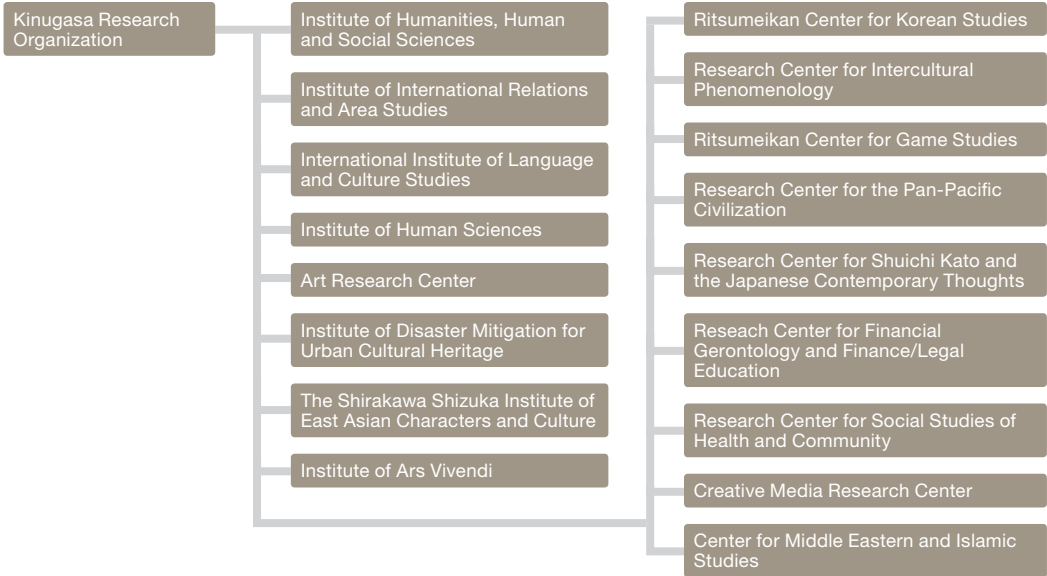 Kinugasa Research
Organization
Institute of Humanities, Human
and Social Sciences
Institute of International Relations
and Area Studies
International Institute of Language
and Culture Studies
Institute of Human Sciences
Art Research Center
Institute of Disaster Mitigation for
Urban Cultural Heritage
The Shirakawa Shizuka Institute of
East Asian Characters and Culture
Institute of Ars Vivendi
Ritsumeikan Center for Korean Studies
Research Center for Intercultural
Phenomenology
Ritsumeikan Center for Game Studies
Research Center for the Pan-Pacific
Civilization
Research Center for Shuichi Kato and
the Japanese Contemporary Thoughts
Reseach Center for Financial
Gerontology and Finance/Legal
Education
Research Center for Social Studies of
Health and Community
Creative Media Research Center
Center for Middle Eastern and Islamic
Studies